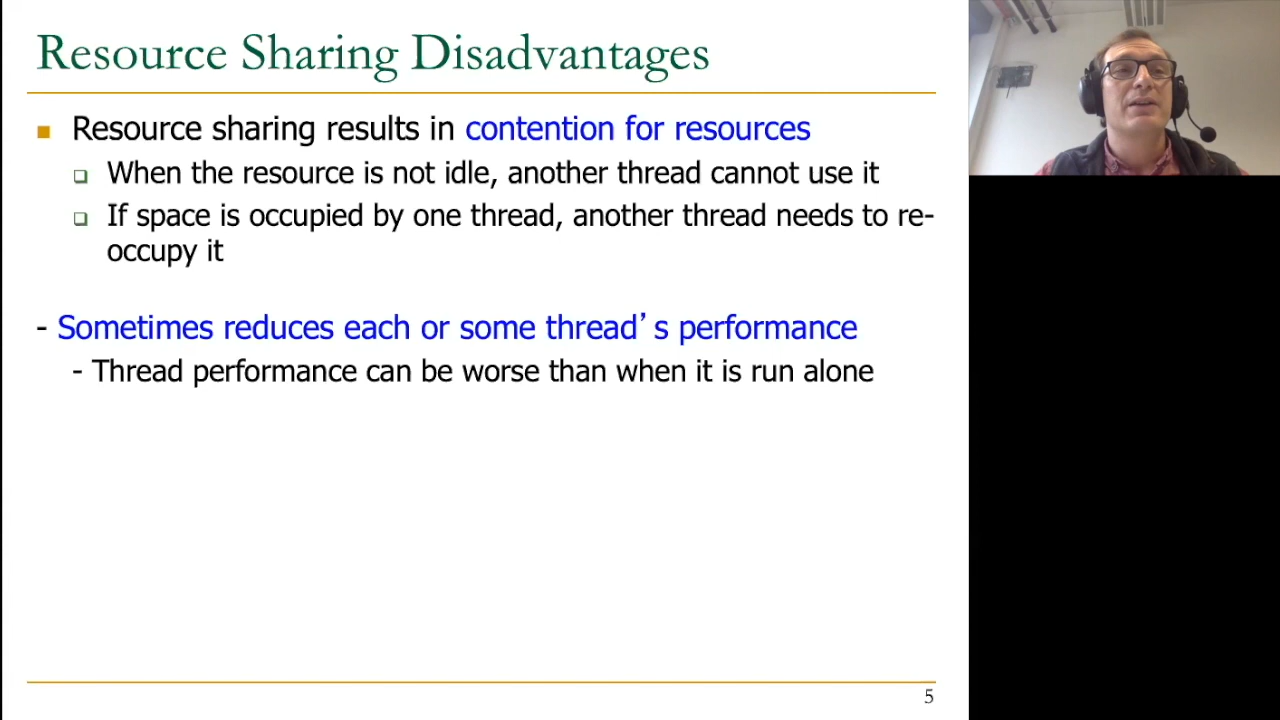 Resource Sharing Disadvantages
Resource sharing results in contention for resources
When the resource is not idle, another thread cannot use it
If space is occupied by one thread, another thread needs to re-
occupy it
- Sometimes reduces each or some thread’s performance
- Thread performance can be worse than when it is run alone
5